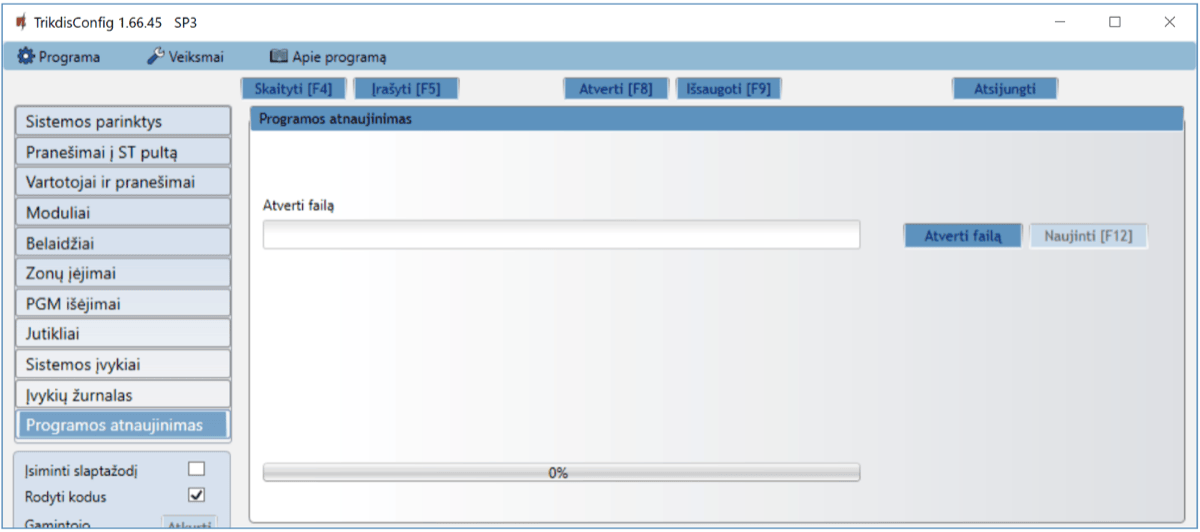 TrikdisConfig 1.66.45 SP3
Programa Veiksmai Apie programą
Skaityti [F4] Įrašyti [F5] Atverti [F8] Išsaugoti [F9] Atsijungti
Sistemos parinktys
Pranešimai į ST pultą
Vartotojai ir pranešimai
Moduliai
Belaidžiai
Zonų įėjimai
PGM išėjimai
Jutikliai
Sistemos įvykiai
Įvykių žurnalas
Programos atnaujinimas
Įsiminti slaptažodį
Rodyti kodus
Gamintojo Atkurti
Programos atnaujinimas
Atverti failą
Atverti failą Naujinti [F12]
0%